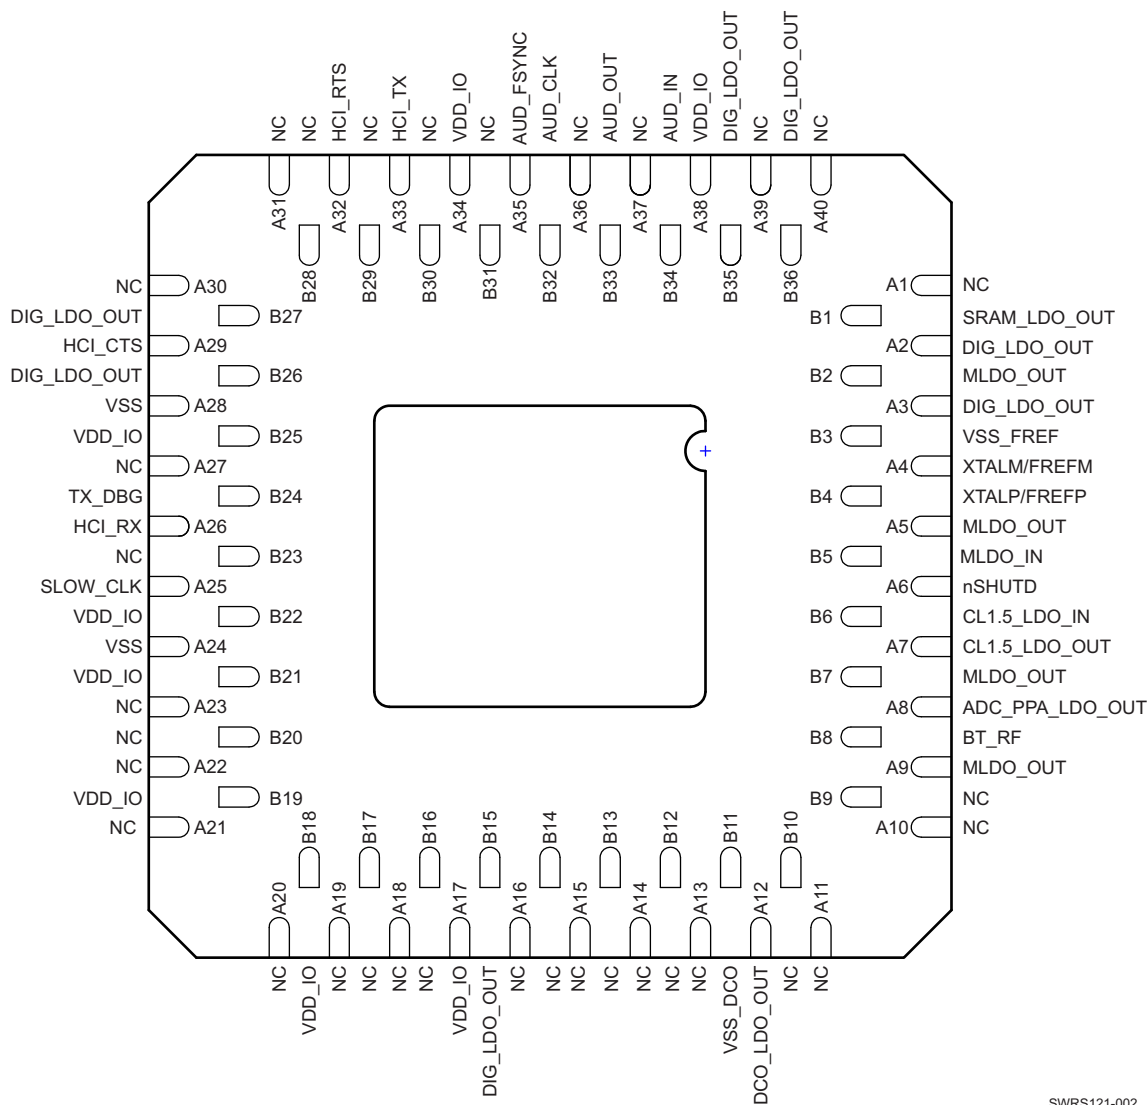 NC
NC
HCI_RTS
NC
HCI_TX
NC
VDD_IO
NC
AUD_FSYNC
AUD_CLK
NC
AUD_OUT
NC
AUD_IN
VDD_IO
DIG_LDO_OUT
NC
DIG_LDO_OUT
NC
A31
A32
A33
A34
A35
A36
A37
A38
A39
A40
B28
B29
B30
B31
B32
B33
B34
B35
B36
NC A30
DIG_LDO_OUT B27
HCI_CTS A29
DIG_LDO_OUT B26
VSS A28
VDD_IO B25
NC A27
TX_DBG B24
HCI_RX A26
NC B23
SLOW_CLK A25
VDD_IO B22
VSS A24
VDD_IO B21
NC A23
NC B20
NC A22
VDD_IO B19
NC A21
A1 NC
B1 SRAM_LDO_OUT
A2 DIG_LDO_OUT
B2 MLDO_OUT
A3 DIG_LDO_OUT
B3 VSS_FREF
A4 XTALM/FREFM
B4 XTALP/FREFP
A5 MLDO_OUT
B5 MLDO_IN
A6 nSHUTD
B6 CL1.5_LDO_IN
A7 CL1.5_LDO_OUT
B7 MLDO_OUT
A8 ADC_PPA_LDO_OUT
B8 BT_RF
A9 MLDO_OUT
B9 NC
A10 NC
B18
B17
B16
B15
B14
B13
B12
B11
B10
A20
A19
A18
A17
A16
A15
A14
A13
A12
A11
NC
VDD_IO
NC
NC
NC
NC
VDD_IO
DIG_LDO_OUT
NC
NC
NC
NC
NC
NC
NC
VSS_DCO
DCO_LDO_OUT
NC
NC
SWRS121-002